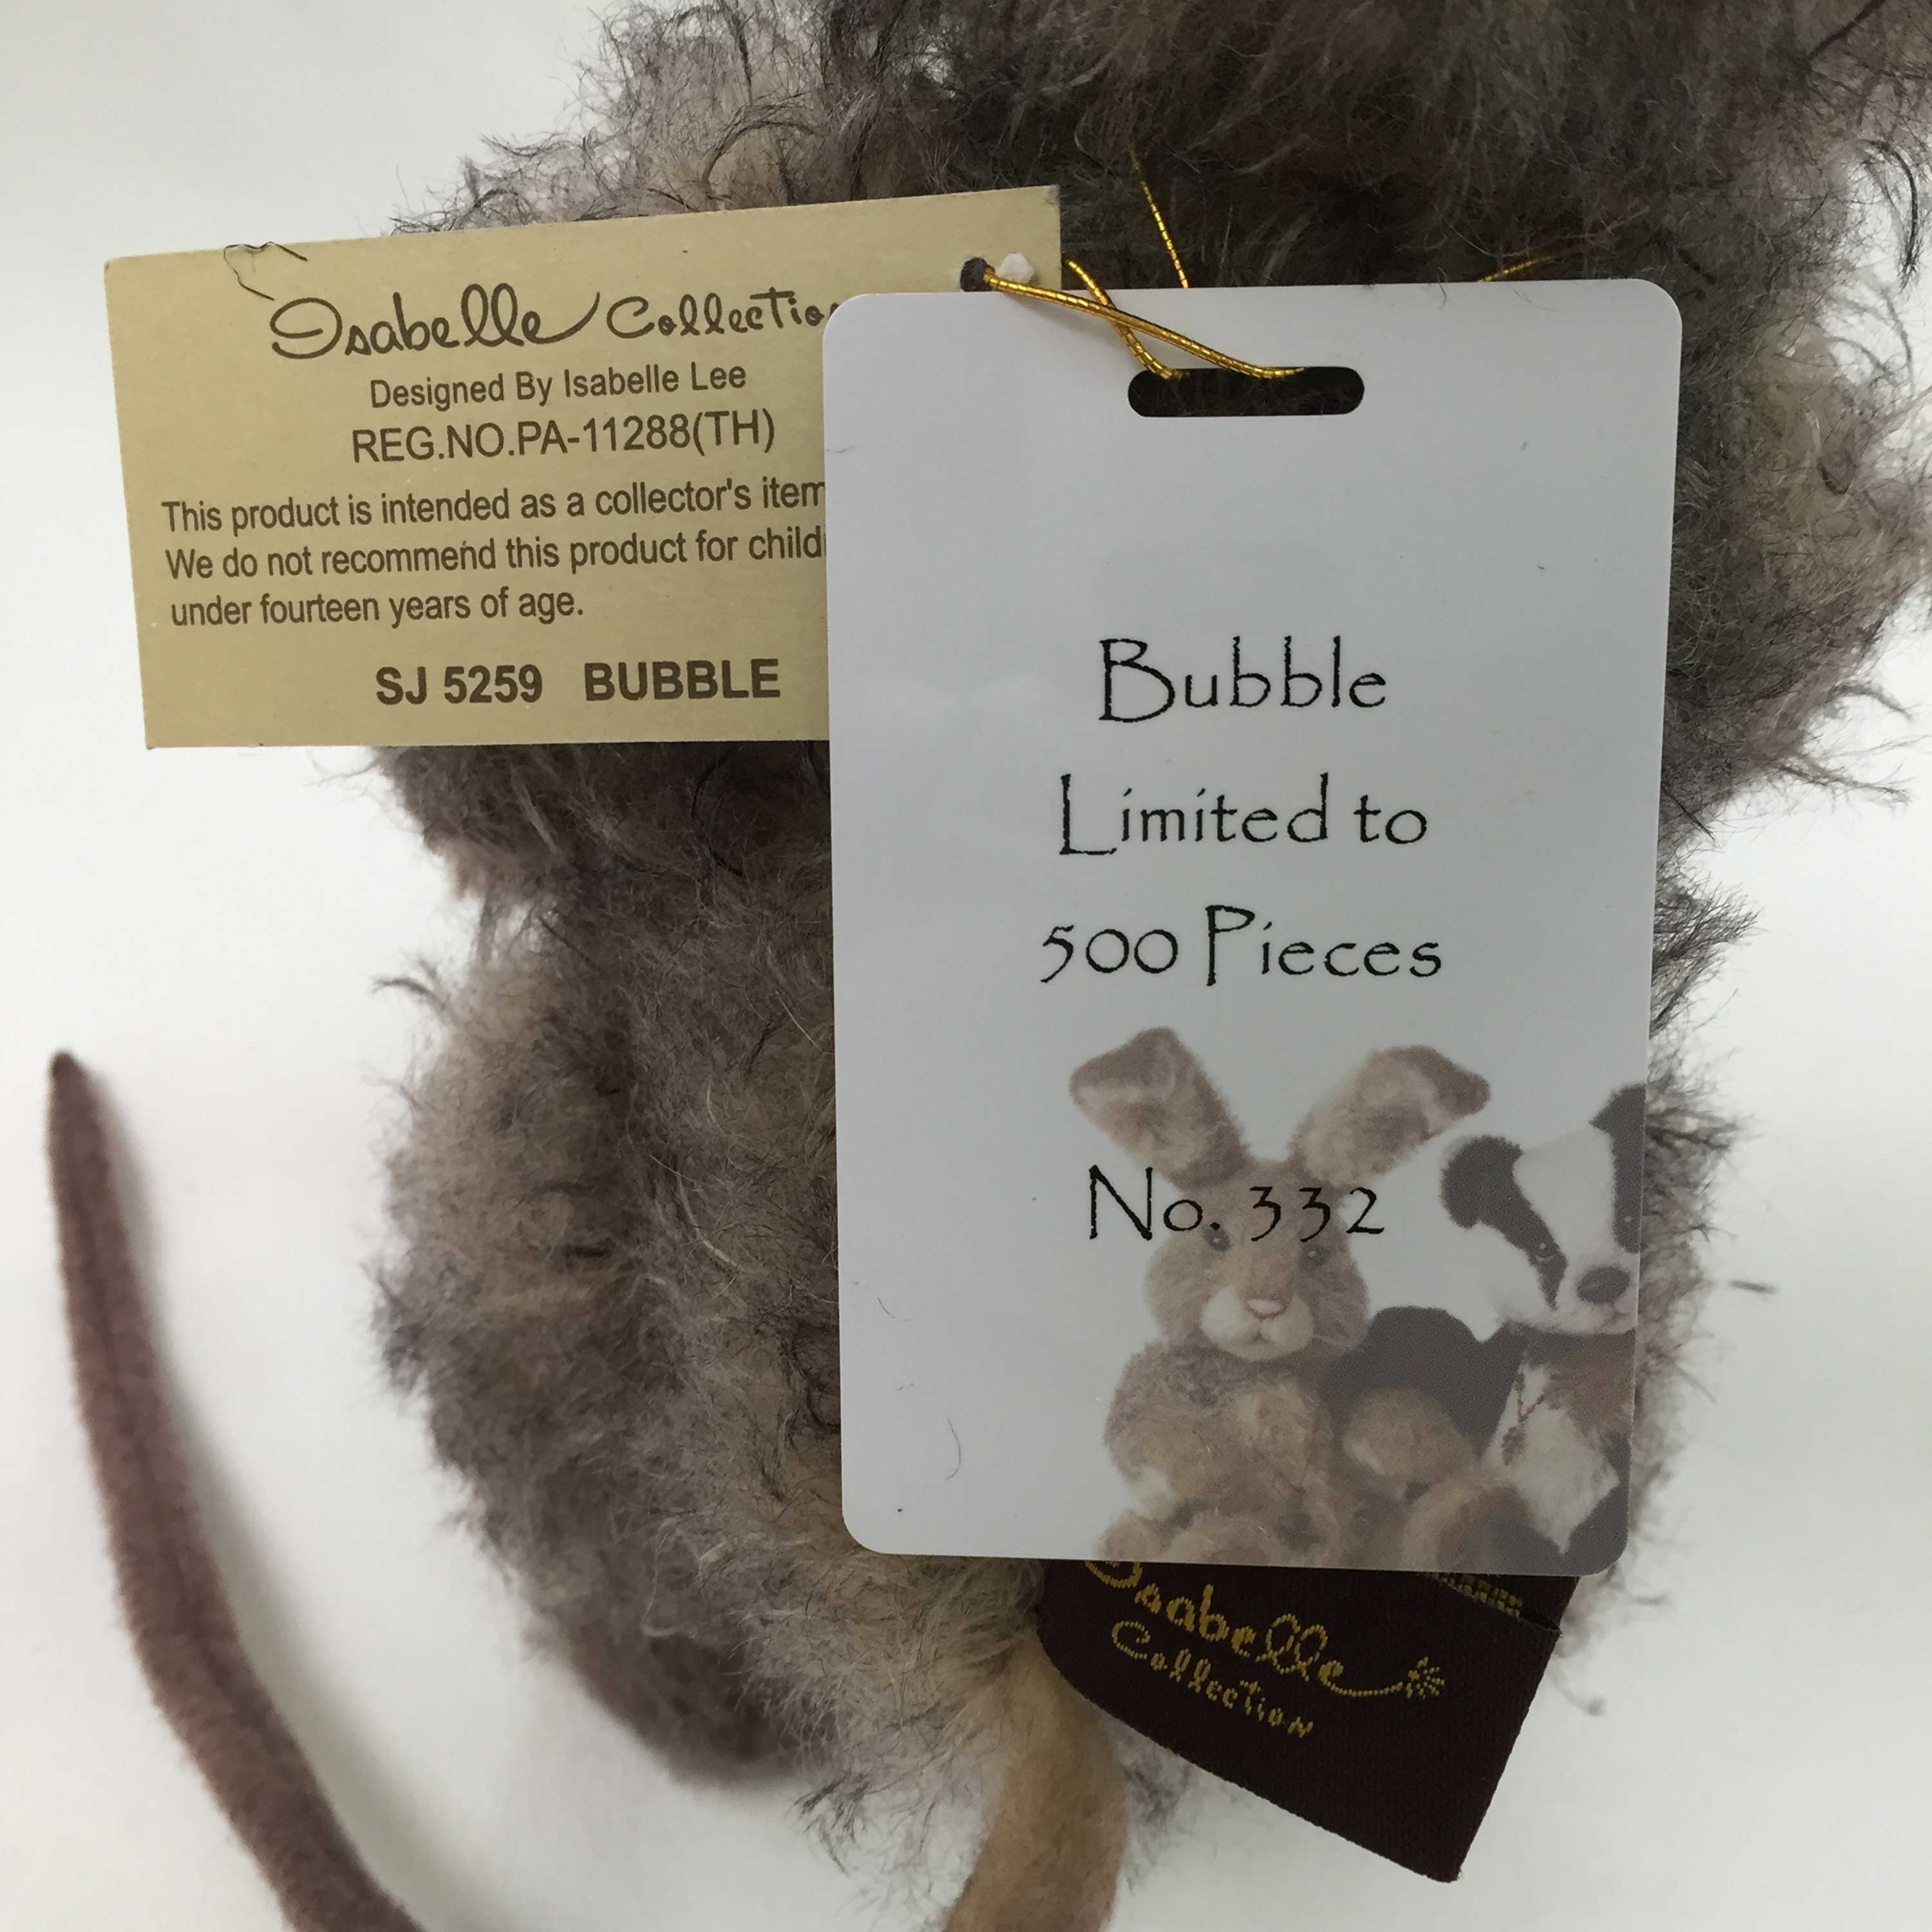 Isabelle Collectio
Designed By Isabelle Lee
REG.NO.PA-11288(TH)
This product is intended as a collector's item
We do not recommend this product for child
under fourteen years of age.
SJ 5259 BUBBLE
Bubble
Limited to
500 Pieces
No. 332
Isabelle
Collection